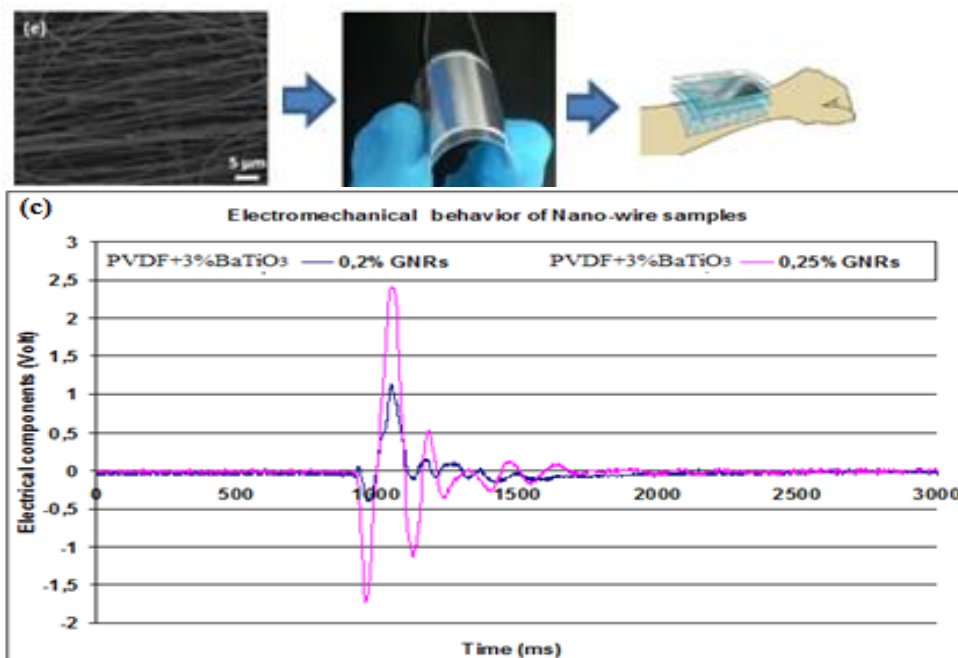 (e)
5 μm
(c)
Electromechanical behavior of Nano-wire samples
PVDF+3%BaTiO3 0,2% GNRs PVDF+3%BaTiO3 0,25% GNRs
3
2,5
2
1,5
1
0,5
0
-0,5
-1
-1,5
-2
0 500 1000 1500 2000 2500 3000
Electrical components (Volt)
Time (ms)